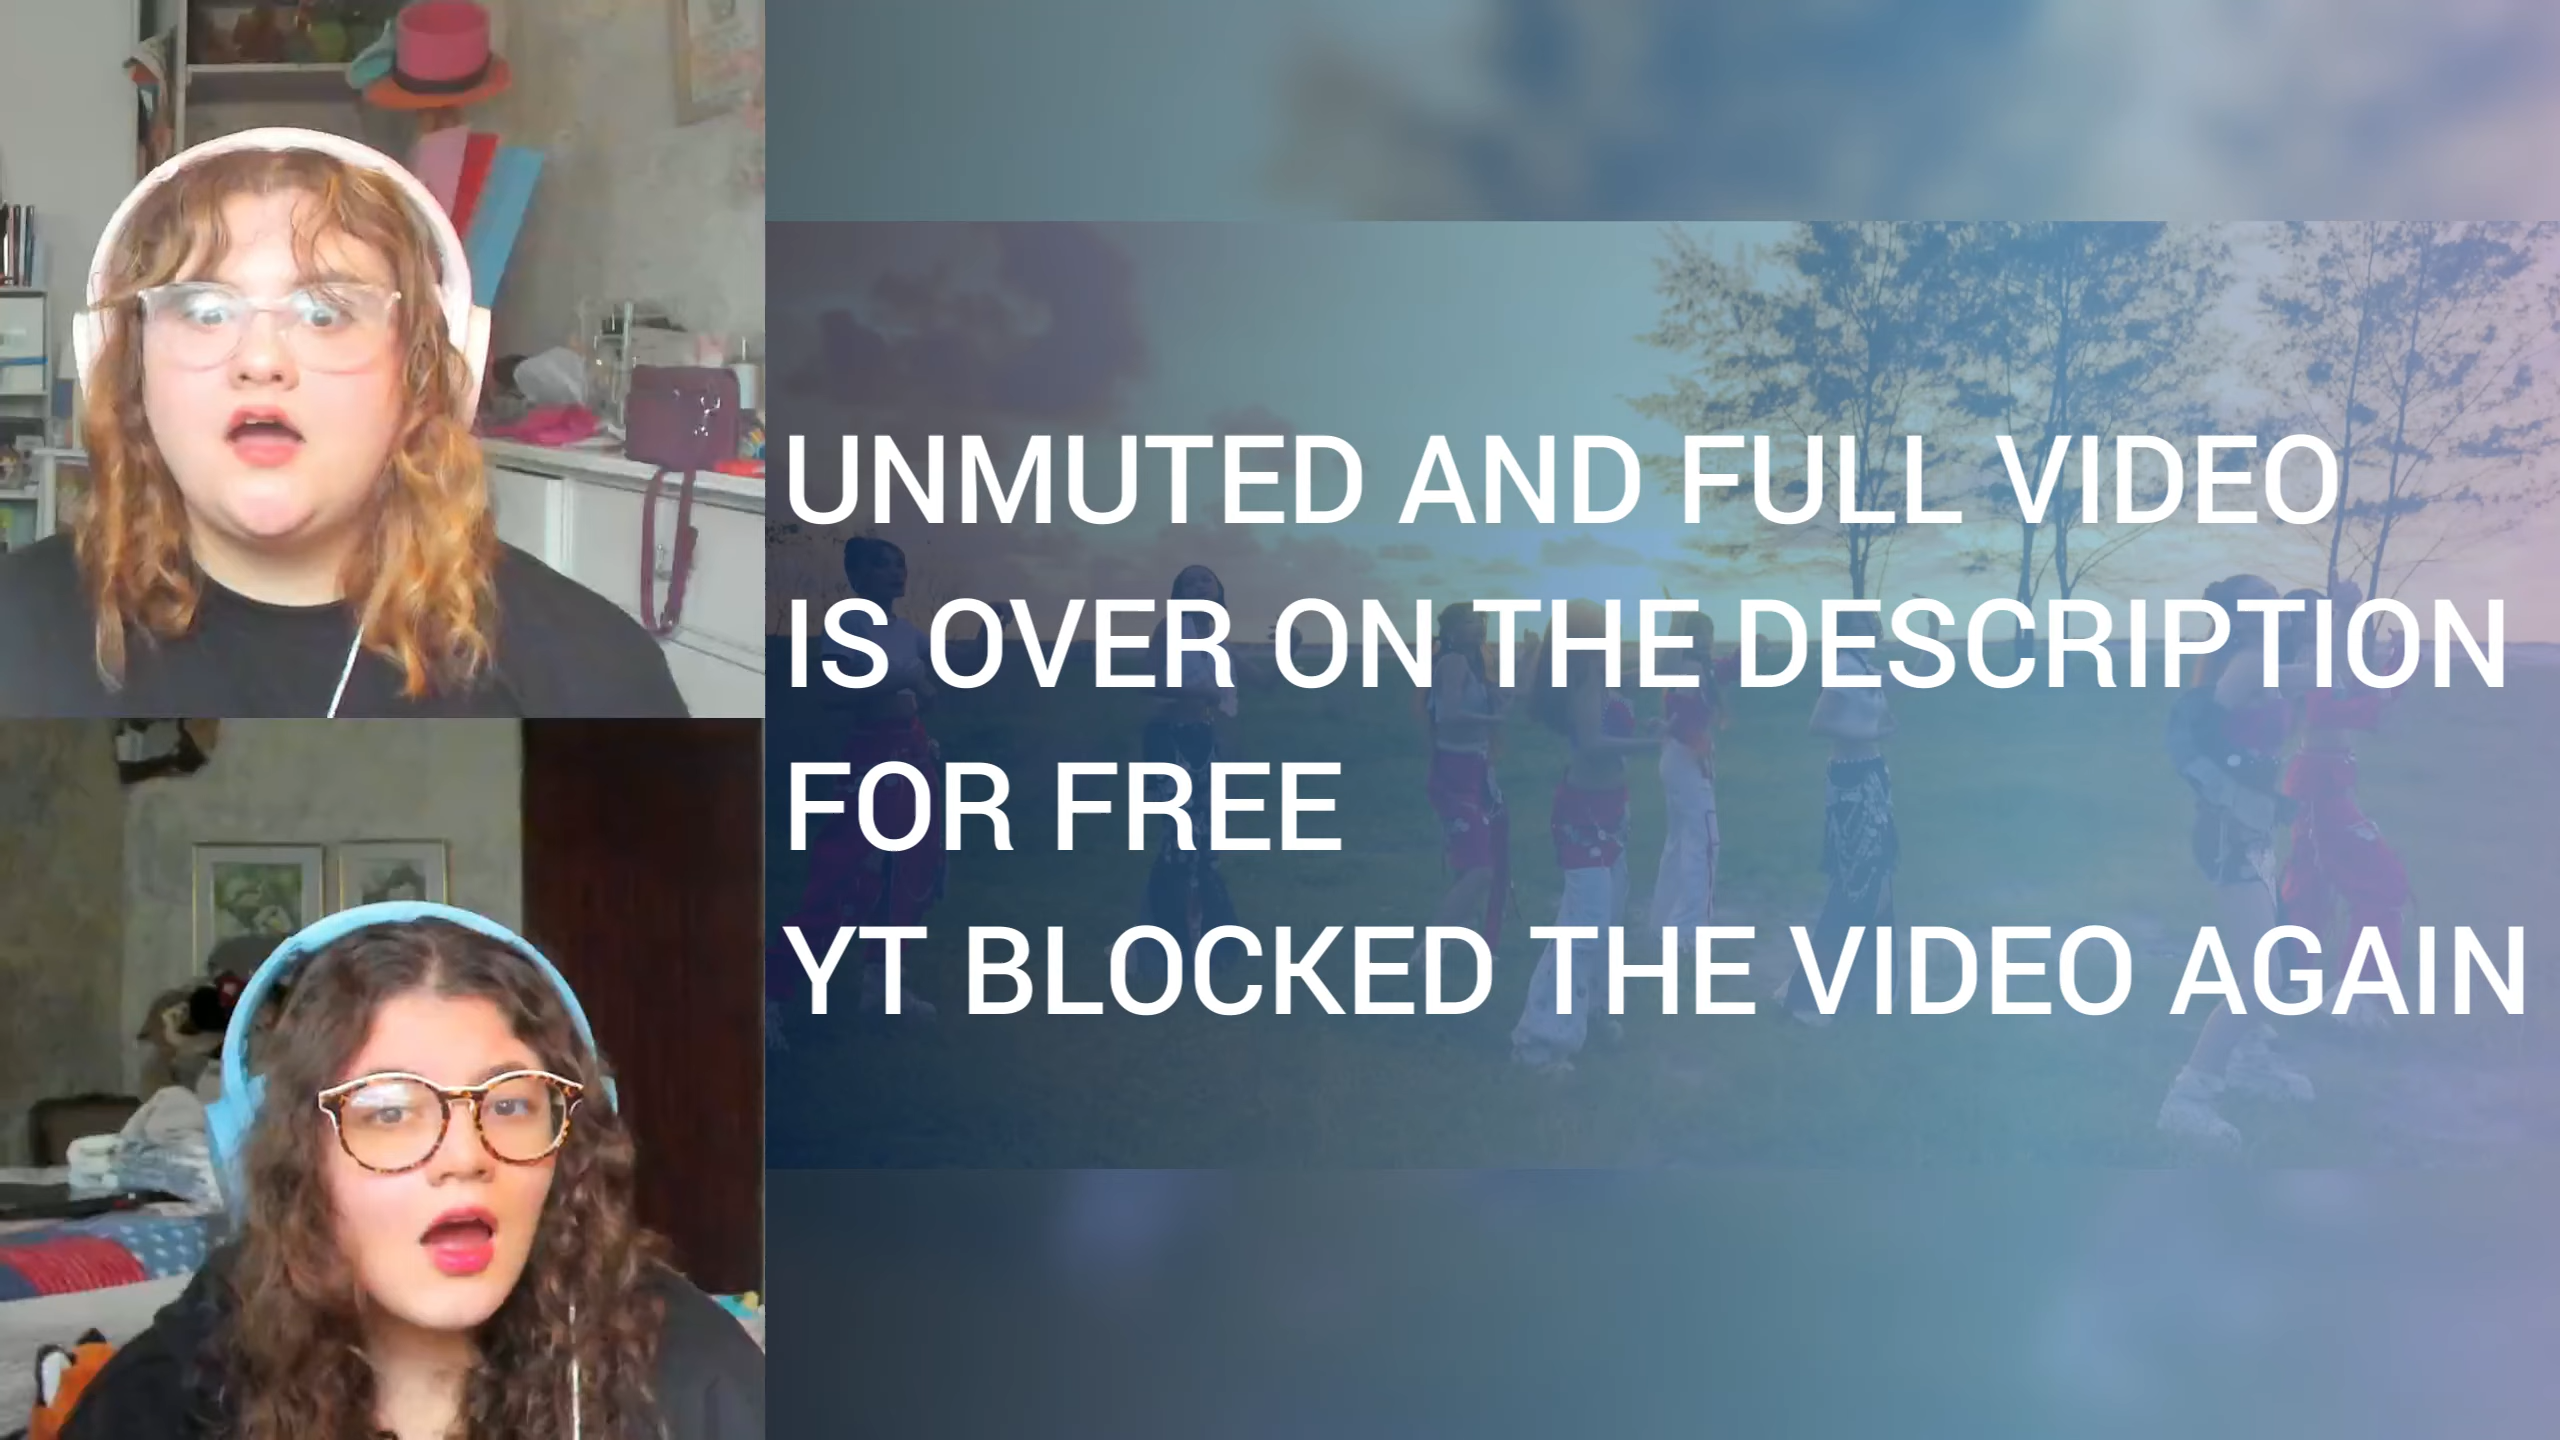 UNMUTED AND FULL VIDEO
IS OVER ON THE DESCRIPTION
FOR FREE
YT BLOCKED THE VIDEO AGAIN